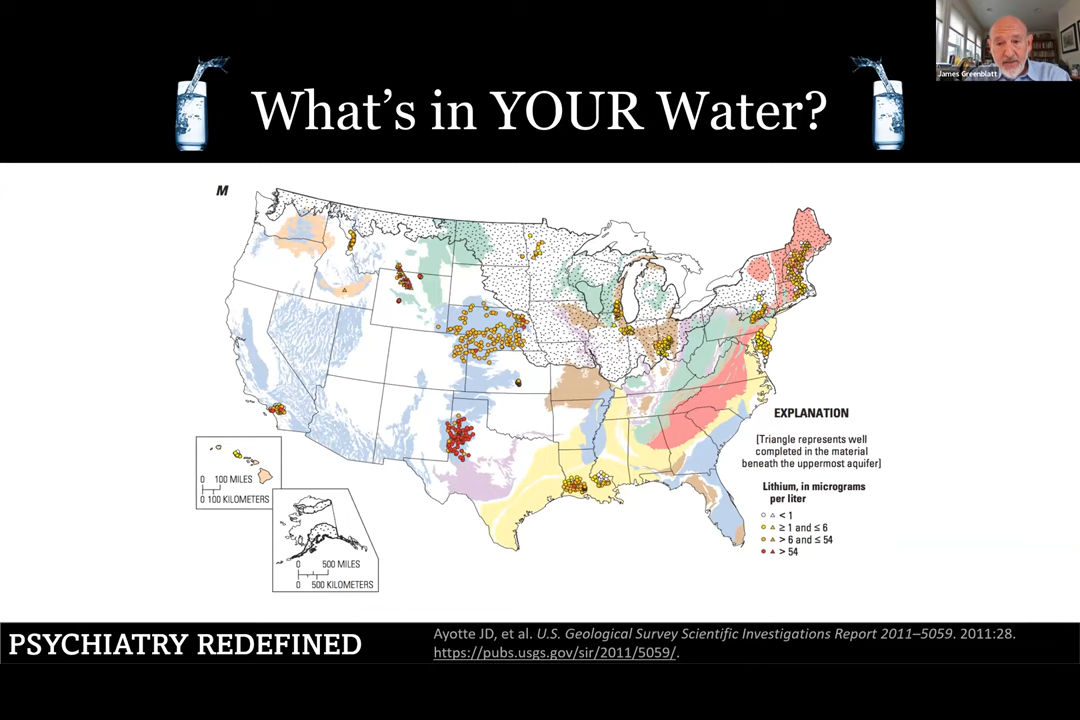 James Greenblatt
What's in YOUR Water?
M
EXPLANATION
[Triangle represents well
completed in the material
beneath the uppermost aquifer]
Lithium, in micrograms
per liter
< 1
≥ 1 and ≤ 6
> 6 and ≤ 54
> 54
0 100 MILES
0 100 KILOMETERS
0 500 MILES
0 500 KILOMETERS
PSYCHIATRY REDEFINED
Ayotte JD, et al. U.S. Geological Survey Scientific Investigations Report 2011–5059. 2011:28.
https://pubs.usgs.gov/sir/2011/5059/.